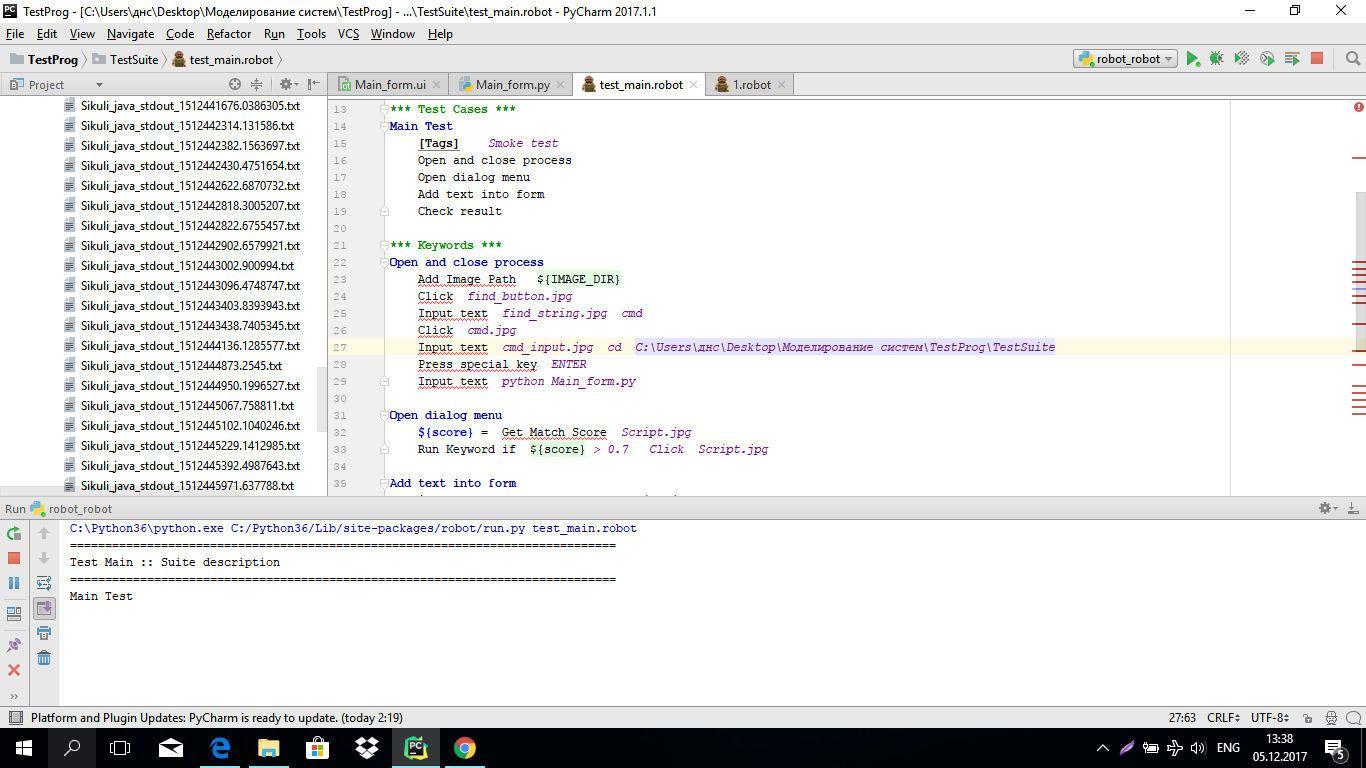 TestProg - [C:\Users\днс\Desktop\Моделирование систем\TestProg] - ...\TestSuite\test_main.robot - PyCharm 2017.1.1
File Edit View Navigate Code Refactor Run Tools VCS Window Help
TestProg TestSuite test_main.robot robot_robot
Project
Main_form.ui Main_form.py test_main.robot 1.robot
Sikuli_java_stdout_1512441676.0386305.txt
Sikuli_java_stdout_1512442314.131586.txt
Sikuli_java_stdout_1512442382.1563697.txt
Sikuli_java_stdout_1512442430.4751654.txt
Sikuli_java_stdout_1512442622.6870732.txt
Sikuli_java_stdout_1512442818.3005207.txt
Sikuli_java_stdout_1512442822.6755457.txt
Sikuli_java_stdout_1512442902.6579921.txt
Sikuli_java_stdout_1512443002.900994.txt
Sikuli_java_stdout_1512443096.4748747.txt
Sikuli_java_stdout_1512443403.8393943.txt
Sikuli_java_stdout_1512443438.7405345.txt
Sikuli_java_stdout_1512444136.1285577.txt
Sikuli_java_stdout_1512444873.2545.txt
Sikuli_java_stdout_1512444950.1996527.txt
Sikuli_java_stdout_1512445067.758811.txt
Sikuli_java_stdout_1512445102.1040246.txt
Sikuli_java_stdout_1512445229.1412985.txt
Sikuli_java_stdout_1512445392.4987643.txt
Sikuli_java_stdout_1512445971.637788.txt
13 *** Test Cases ***
14 Main Test
15 [Tags] Smoke test
16 Open and close process
17 Open dialog menu
18 Add text into form
19 Check result
20
21 *** Keywords ***
22 Open and close process
23 Add Image Path ${IMAGE_DIR}
24 Click find_button.jpg
25 Input text find_string.jpg cmd
26 Click cmd.jpg
27 Input text cmd_input.jpg cd C:\Users\днс\Desktop\Моделирование систем\TestProg\TestSuite
28 Press special key ENTER
29 Input text python Main_form.py
30
31 Open dialog menu
32 ${score} = Get Match Score Script.jpg
33 Run Keyword if ${score} > 0.7 Click Script.jpg
34
35 Add text into form
Run robot_robot
C:\Python36\python.exe C:/Python36/Lib/site-packages/robot/run.py test_main.robot
==============================================================================
Test Main :: Suite description
==============================================================================
Main Test
Platform and Plugin Updates: PyCharm is ready to update. (today 2:19) 27:63 CRLF UTF-8
ENG 13:38
05.12.2017
5